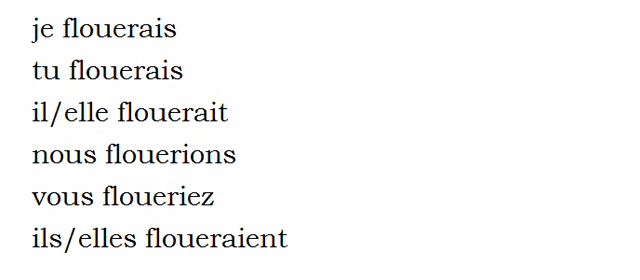 je flouerais
tu flouerais
il/elle flouerait
nous flouerions
vous floueriez
ils/elles floueraient